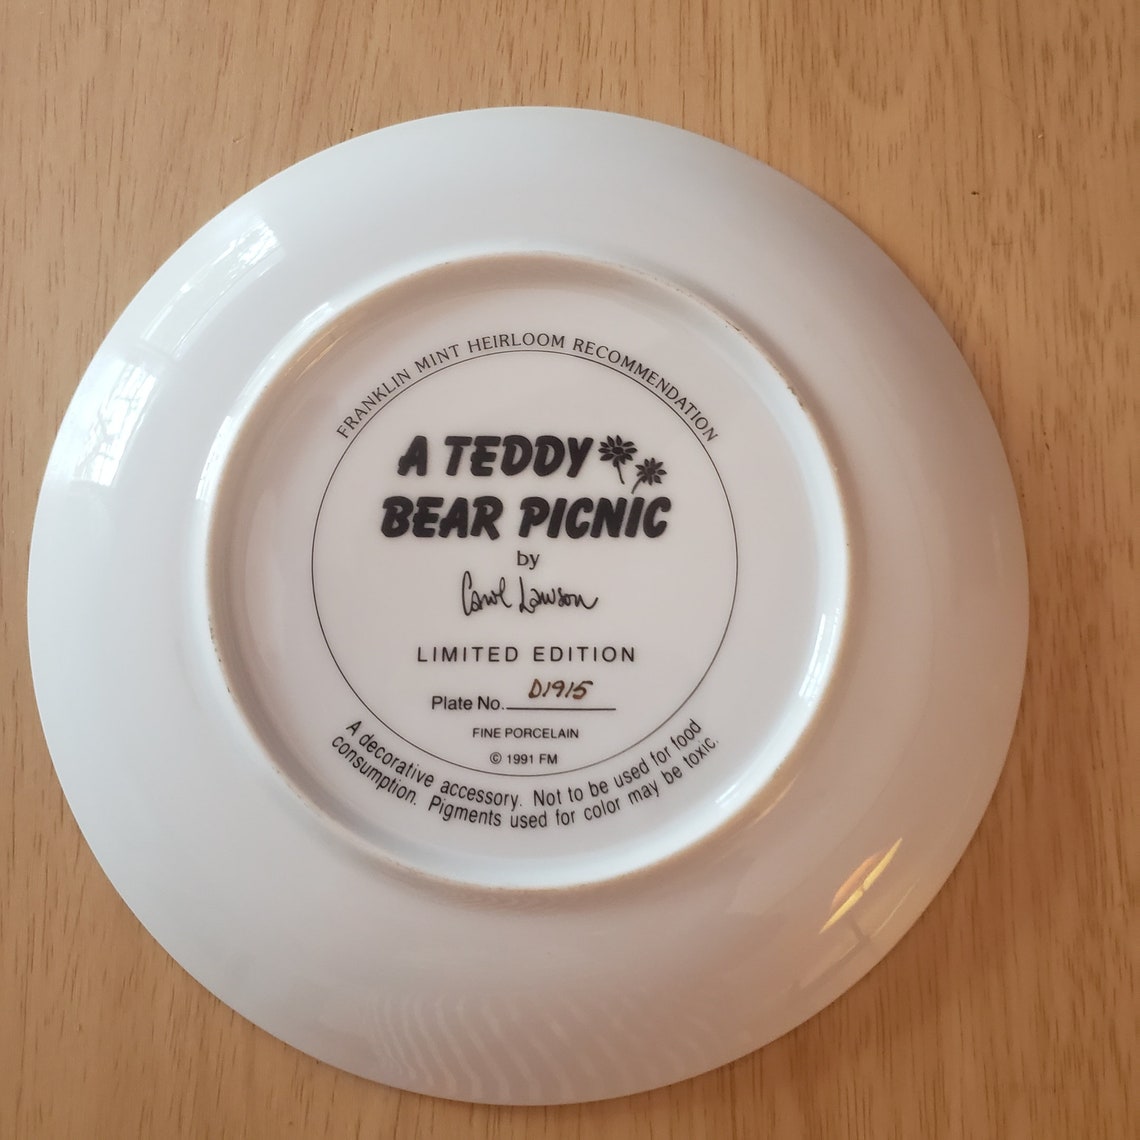 FRANKLIN MINT HEIRLOOM RECOMMENDATION
A TEDDY
BEAR PICNIC
by
Carol Lawson
LIMITED EDITION
Plate No. D1915
FINE PORCELAIN
© 1991 FM
A decorative accessory. Not to be used for food
consumption. Pigments used for color may be toxic.